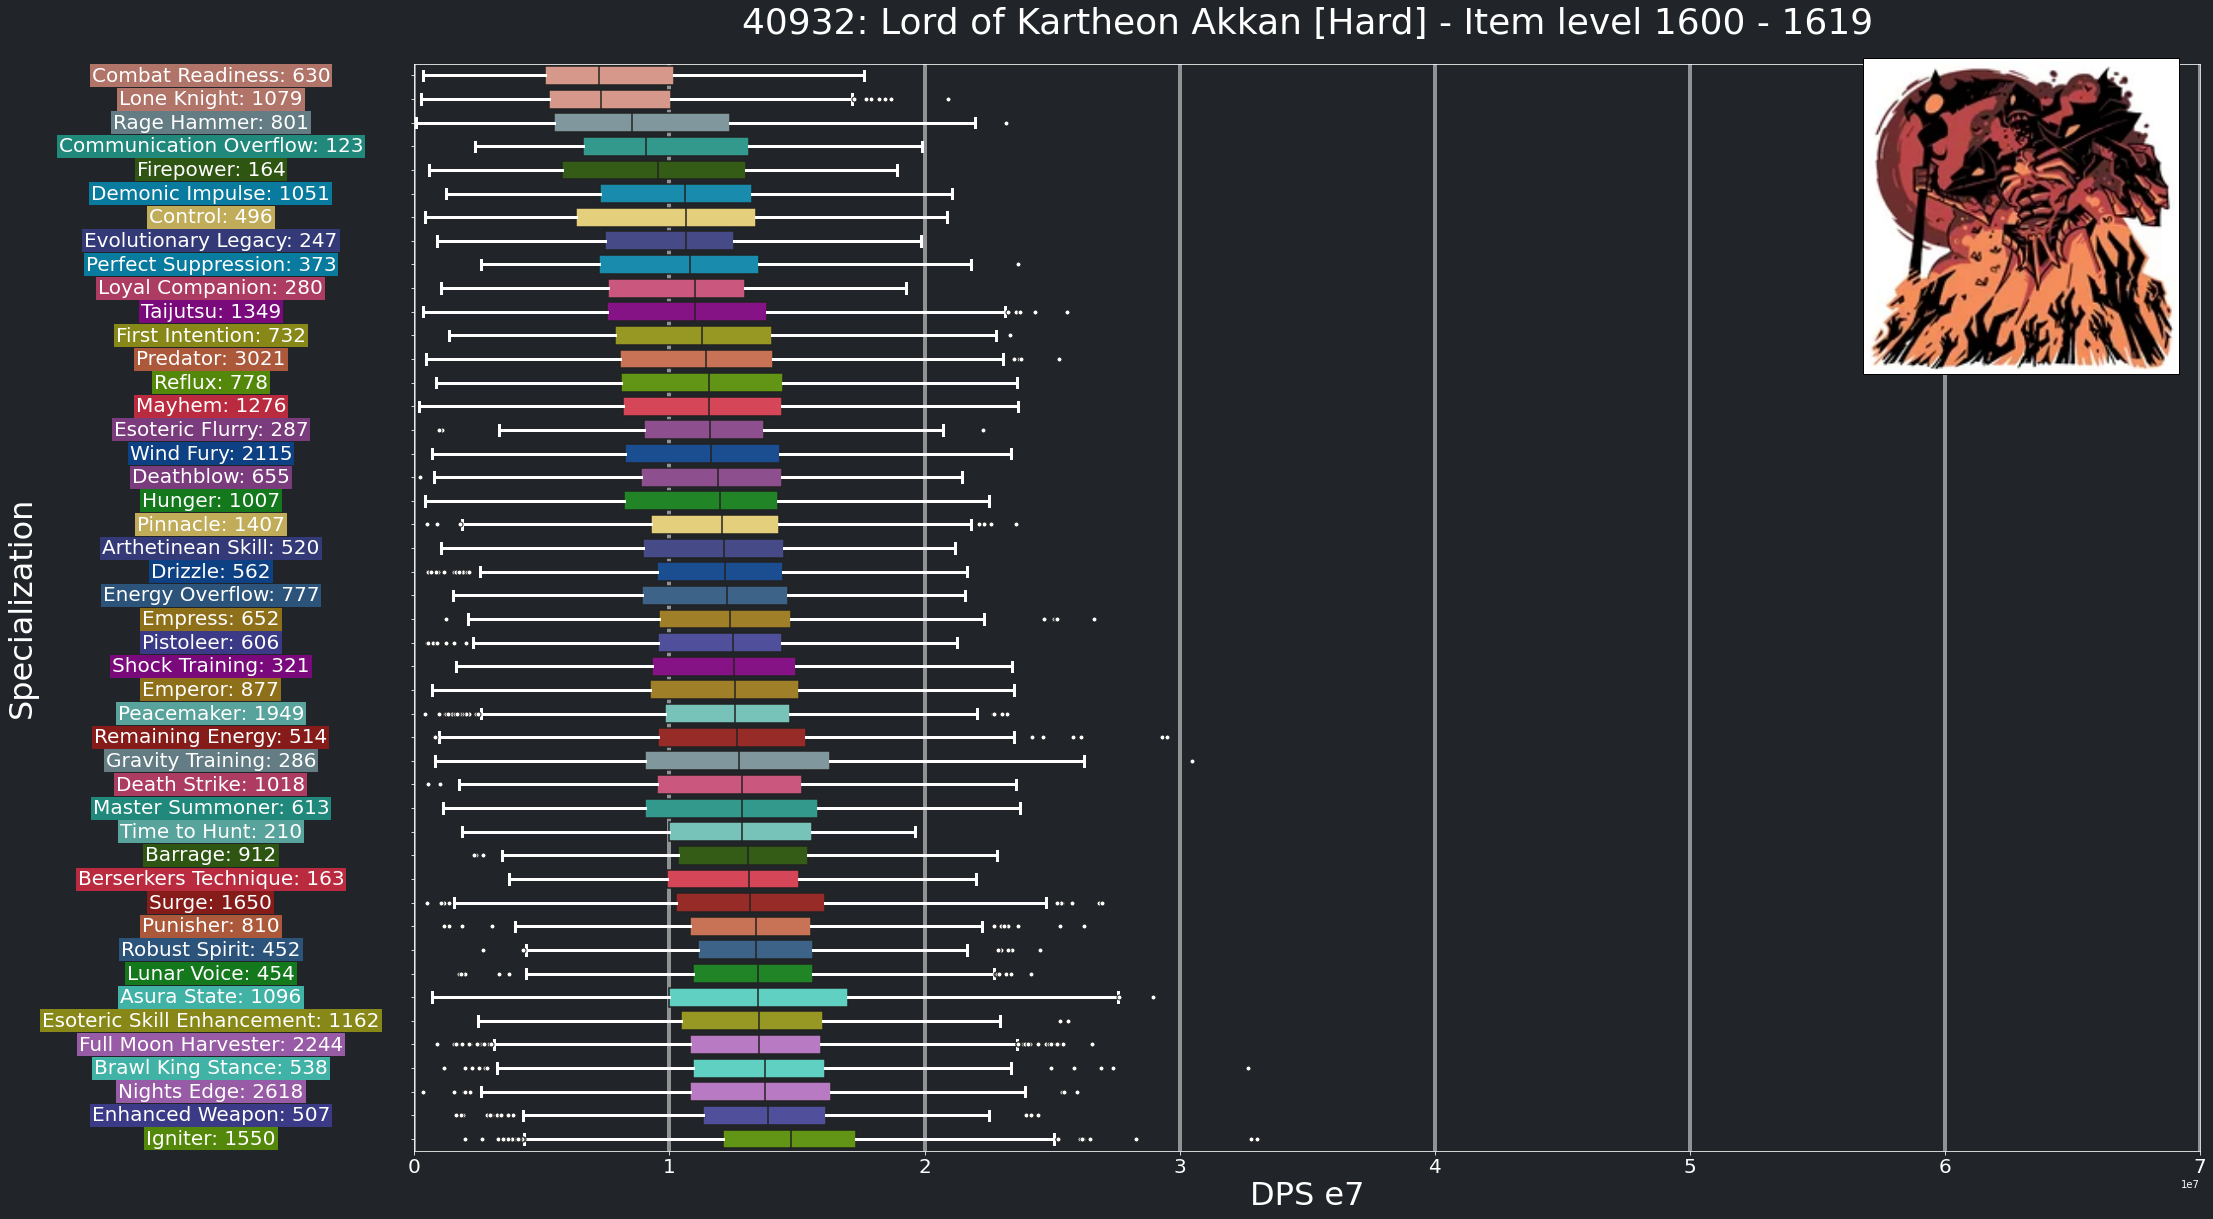 40932: Lord of Kartheon Akkan [Hard] - Item level 1600 - 1619
Specialization
Combat Readiness: 630
Lone Knight: 1079
Rage Hammer: 801
Communication Overflow: 123
Firepower: 164
Demonic Impulse: 1051
Control: 496
Evolutionary Legacy: 247
Perfect Suppression: 373
Loyal Companion: 280
Taijutsu: 1349
First Intention: 732
Predator: 3021
Reflux: 778
Mayhem: 1276
Esoteric Flurry: 287
Wind Fury: 2115
Deathblow: 655
Hunger: 1007
Pinnacle: 1407
Arthetinean Skill: 520
Drizzle: 562
Energy Overflow: 777
Empress: 652
Pistoleer: 606
Shock Training: 321
Emperor: 877
Peacemaker: 1949
Remaining Energy: 514
Gravity Training: 286
Death Strike: 1018
Master Summoner: 613
Time to Hunt: 210
Barrage: 912
Berserkers Technique: 163
Surge: 1650
Punisher: 810
Robust Spirit: 452
Lunar Voice: 454
Asura State: 1096
Esoteric Skill Enhancement: 1162
Full Moon Harvester: 2244
Brawl King Stance: 538
Nights Edge: 2618
Enhanced Weapon: 507
Igniter: 1550
0 1 2 3 4 5 6 7
1e7
DPS e7